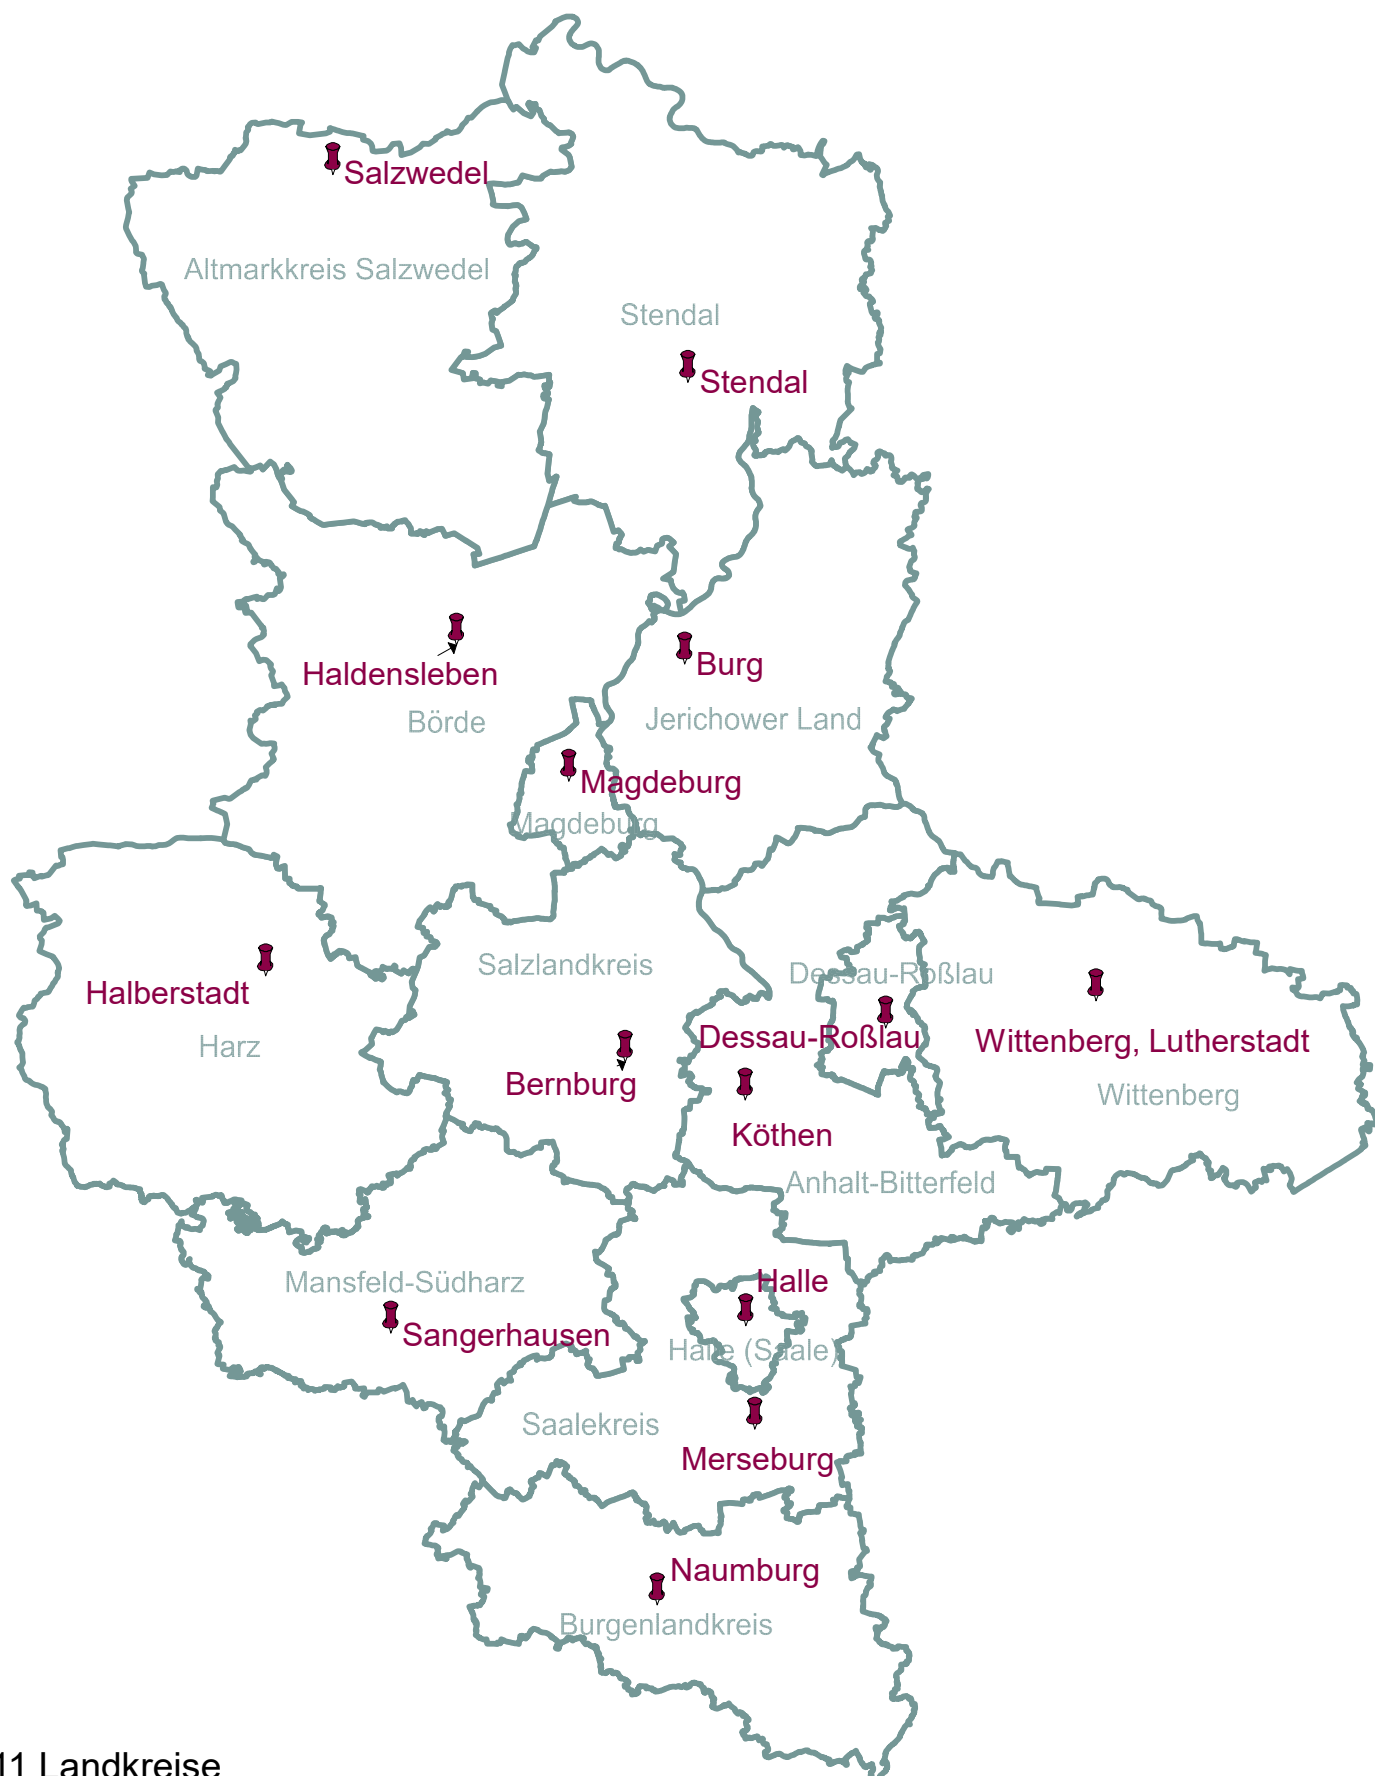 Salzwedel
Altmarkkreis Salzwedel
Stendal
Stendal
Haldensleben
Börde
Burg
Jerichower Land
Magdeburg
Magdeburg
Halberstadt
Harz
Salzlandkreis
Bernburg
Dessau-Roßlau
Dessau-Roßlau
Köthen
Anhalt-Bitterfeld
Wittenberg, Lutherstadt
Wittenberg
Mansfeld-Südharz
Sangerhausen
Halle
Halle (Saale)
Saalekreis
Merseburg
Naumburg
Burgenlandkreis
11 Landkreise